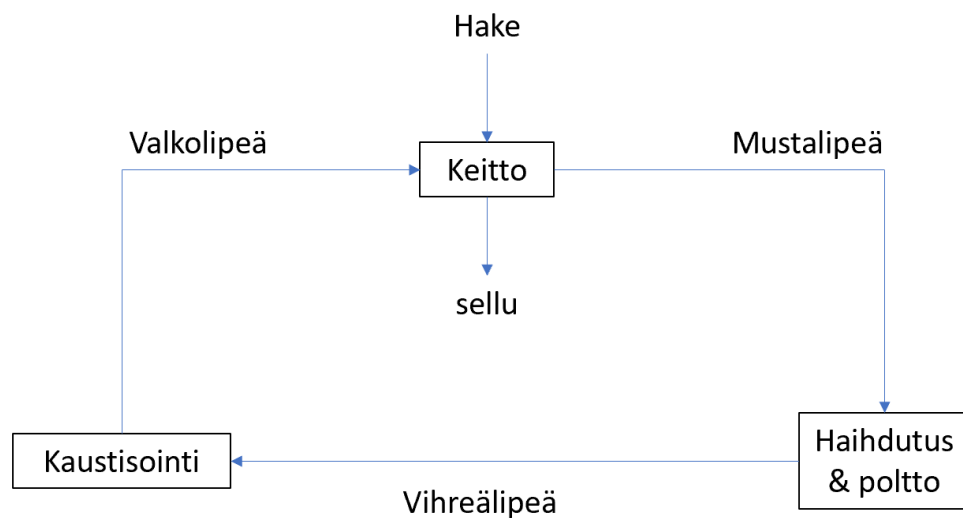 Hake
Valkolipeä
Keitto
Mustalipeä
sellu
Kaustisointi
Haihdutus
& poltto
Vihreälipeä